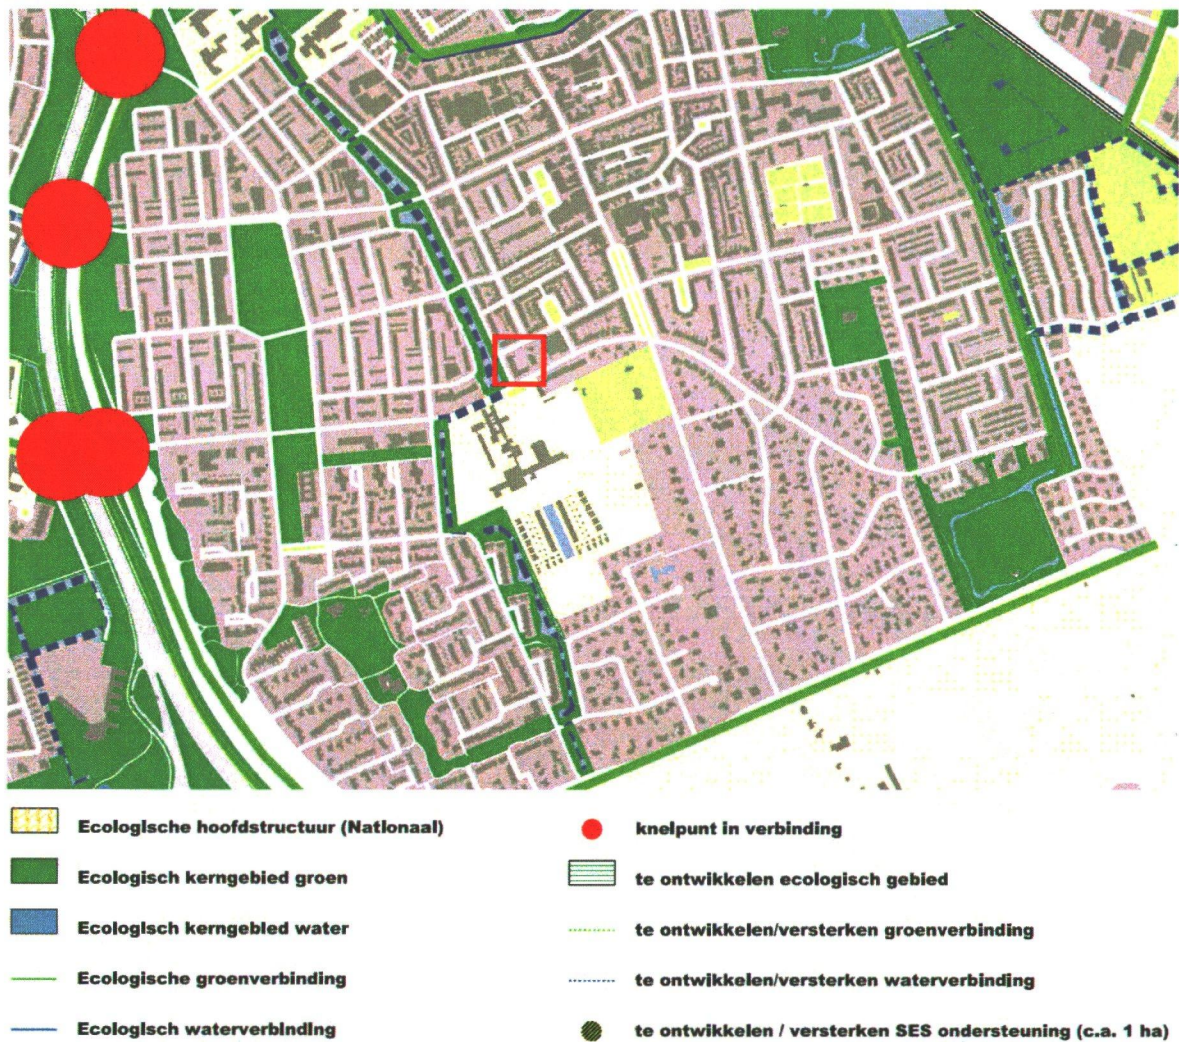 Ecologische hoofdstructuur (Nationaal)
Ecologisch kerngebied groen
Ecologisch kerngebied water
Ecologische groenverbinding
Ecologisch waterverbinding
knelpunt in verbinding
te ontwikkelen ecologisch gebied
te ontwikkelen/versterken groenverbinding
te ontwikkelen/versterken waterverbinding
te ontwikkelen / versterken SES ondersteuning (c.a. 1 ha)